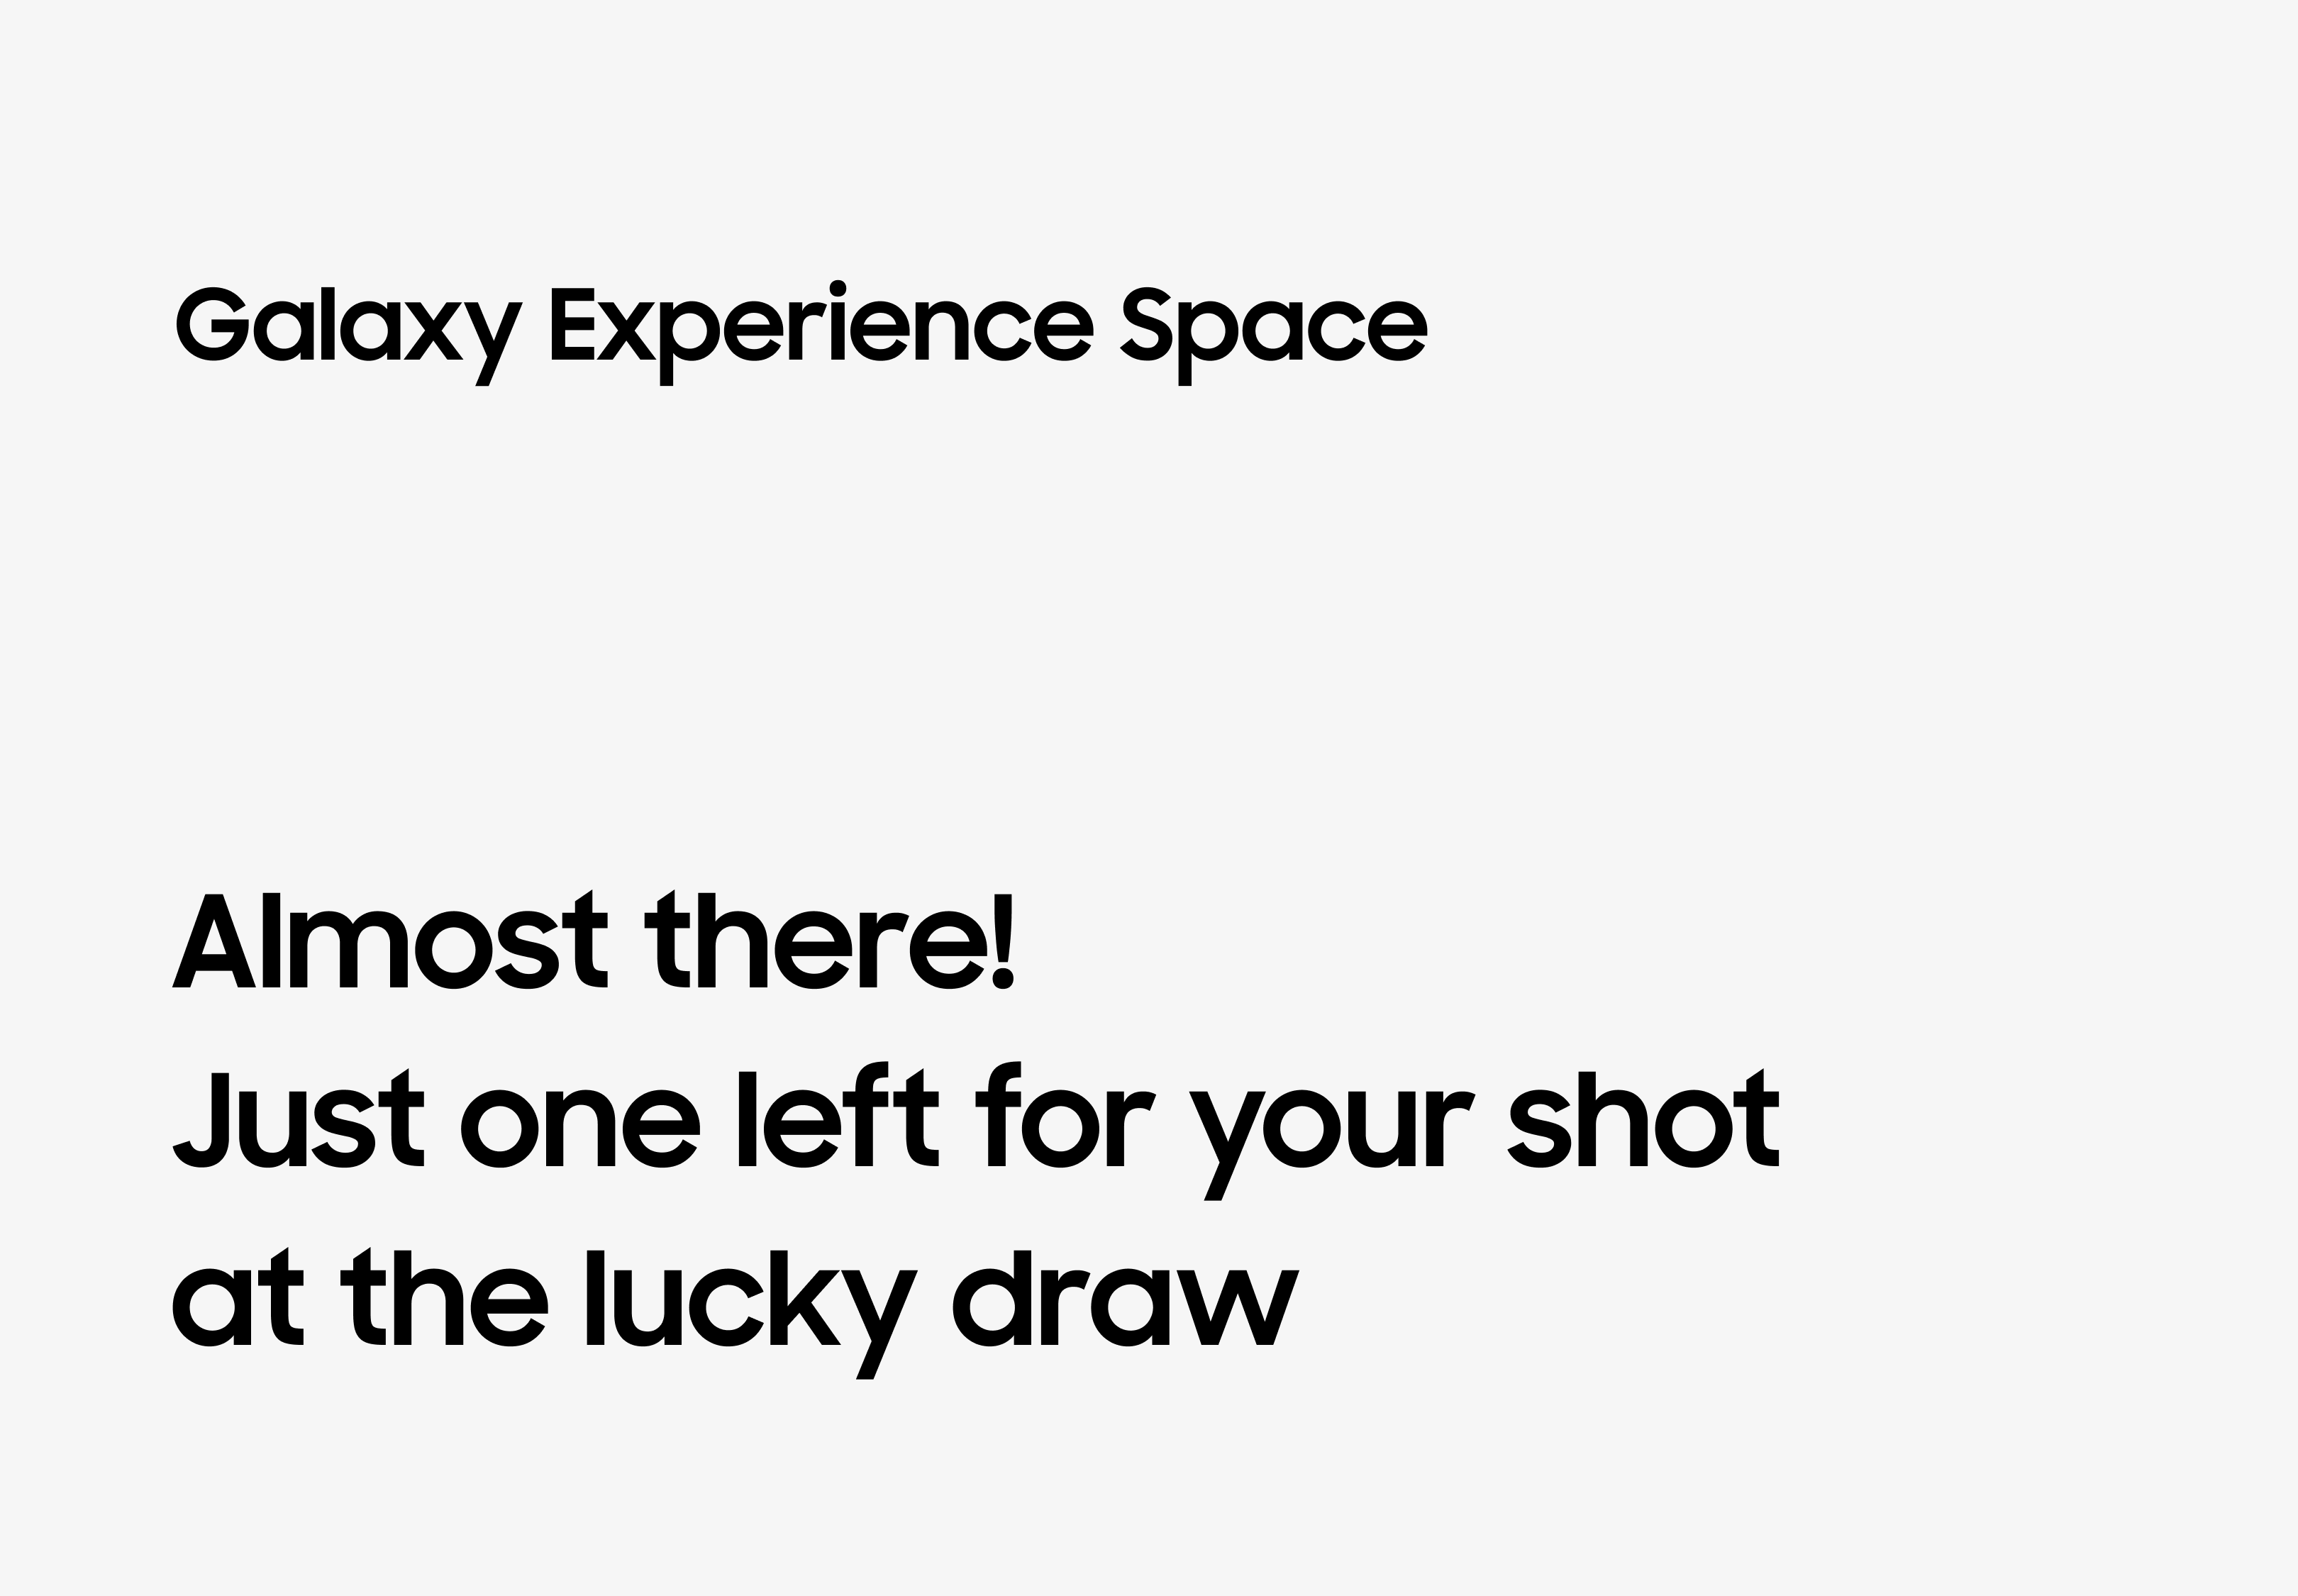 Galaxy Experience Space
Almost there!
Just one left for your shot
at the lucky draw